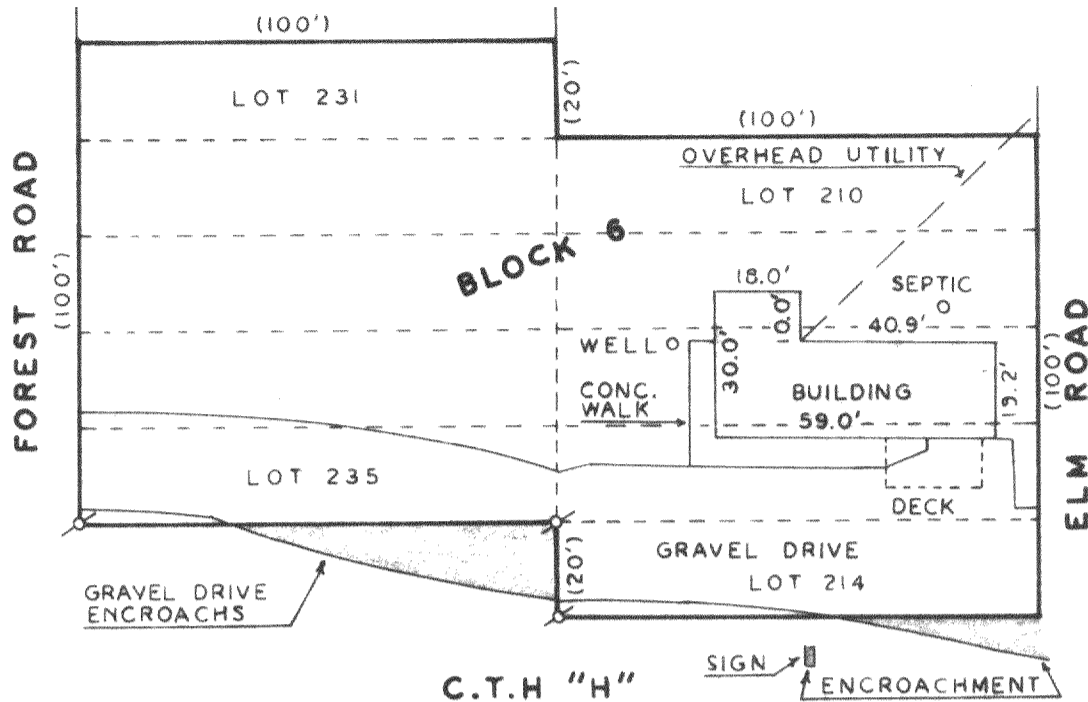 (100')
LOT 231
(20')
(100')
OVERHEAD UTILITY
LOT 210
FOREST ROAD
(100')
BLOCK 6
18.0'
SEPTIC
0.0'
40.9'
WELL
30.0'
19.2'
(100')
ELM ROAD
CONC.
WALK
BUILDING
59.0'
LOT 235
DECK
GRAVEL DRIVE
LOT 214
(20')
GRAVEL DRIVE
ENCROACHS
SIGN
ENCROACHMENT
C.T.H "H"